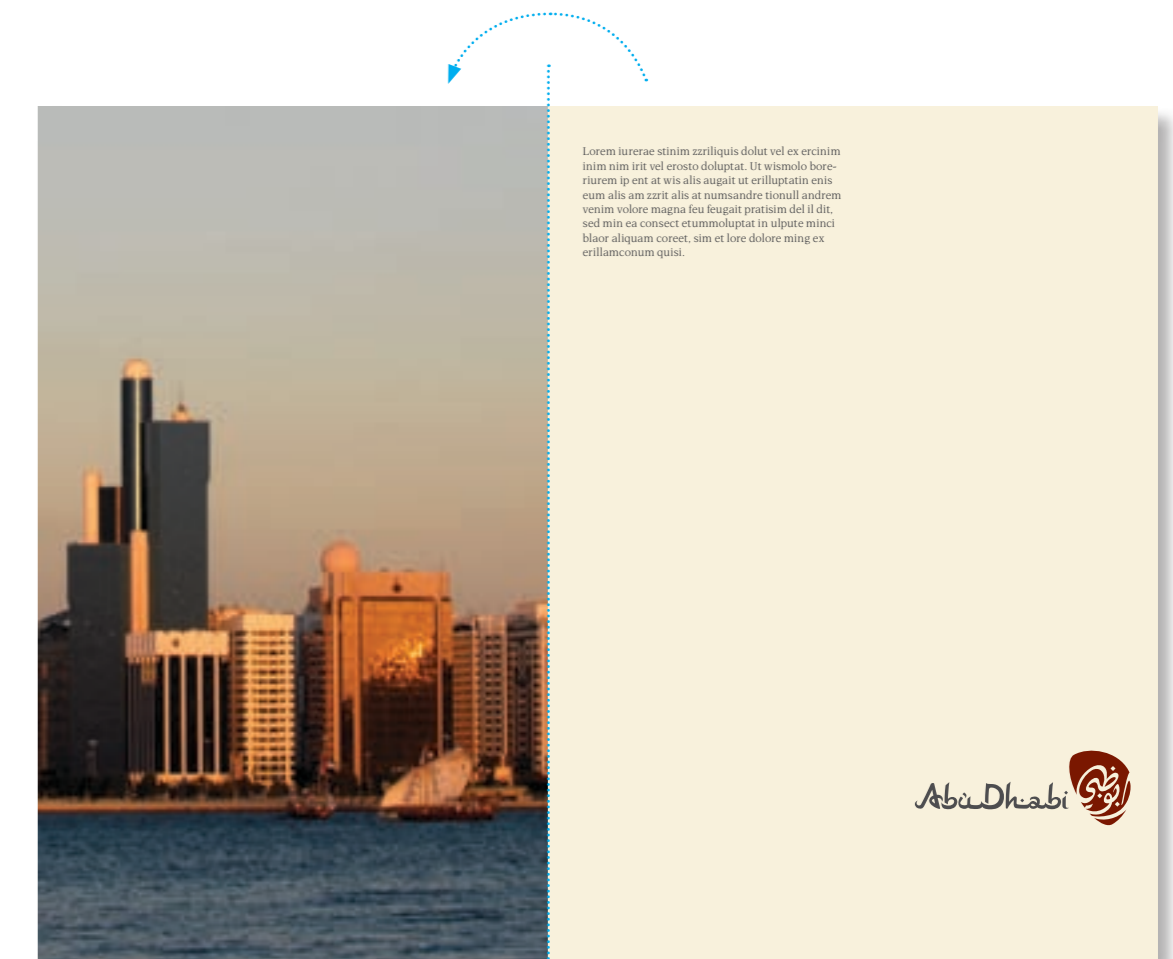 Lorem iurerae stinim zzriliquis dolut vel ex ercinim
inim nim irit vel erosto doluptat. Ut wismolo bore-
riurem ip ent at wis alis augait ut erilluptatin enis
eum alis am zzrit alis at numsandre tionull andrem
venim volore magna feu feugait pratisim del il dit,
sed min ea consect etummoluptat in ulpute minci
blaor aliquam coreet, sim et lore dolore ming ex
erillamconum quisi.
Abu Dhabi
أبوظبي